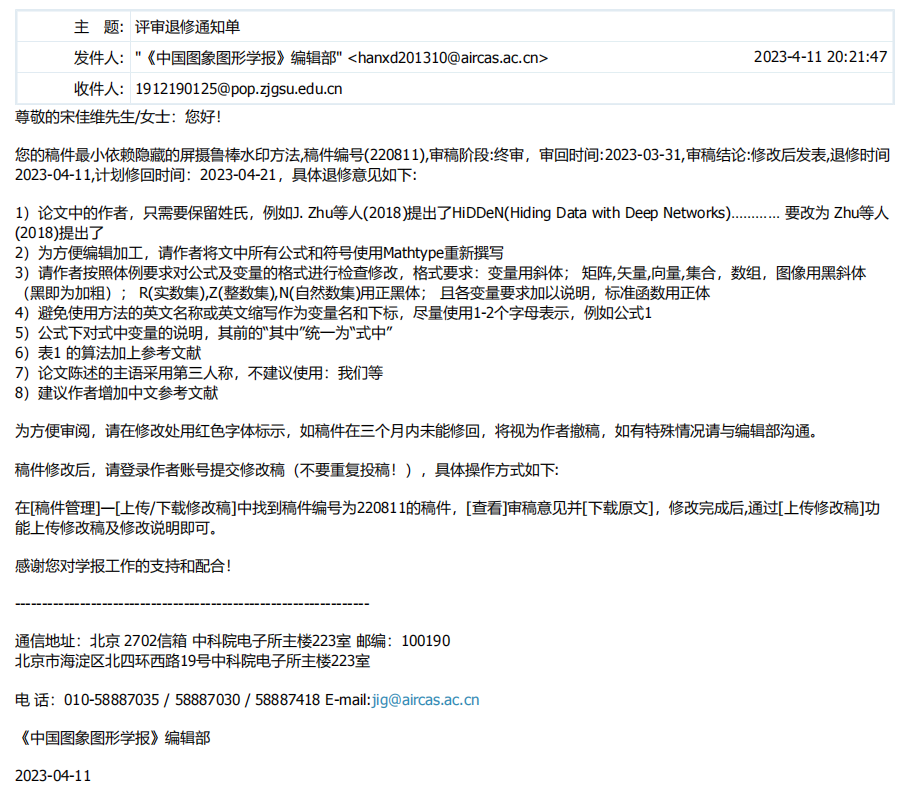 主 题: 评审退修通知单
发件人: "《中国图象图形学报》编辑部" <hanxd201310@aircas.ac.cn> 2023-4-11 20:21:47
收件人: 1912190125@pop.zjgsu.edu.cn
尊敬的宋佳维先生/女士：您好！
您的稿件最小依赖隐藏的屏摄鲁棒水印方法,稿件编号(220811),审稿阶段:终审，审回时间:2023-03-31,审稿结论:修改后发表,退修时间
2023-04-11,计划修回时间：2023-04-21，具体退修意见如下:
1）论文中的作者，只需要保留姓氏，例如J. Zhu等人(2018)提出了HiDDeN(Hiding Data with Deep Networks)………… 要改为 Zhu等人
(2018)提出了
2）为方便编辑加工，请作者将文中所有公式和符号使用Mathtype重新撰写
3）请作者按照体例要求对公式及变量的格式进行检查修改，格式要求：变量用斜体； 矩阵,矢量,向量,集合，数组，图像用黑斜体
（黑即为加粗）； R(实数集),Z(整数集),N(自然数集)用正黑体； 且各变量要求加以说明，标准函数用正体
4）避免使用方法的英文名称或英文缩写作为变量名和下标，尽量使用1-2个字母表示，例如公式1
5）公式下对式中变量的说明，其前的“其中”统一为“式中”
6）表1 的算法加上参考文献
7）论文陈述的主语采用第三人称，不建议使用：我们等
8）建议作者增加中文参考文献
为方便审阅，请在修改处用红色字体标示，如稿件在三个月内未能修回，将视为作者撤稿，如有特殊情况请与编辑部沟通。
稿件修改后，请登录作者账号提交修改稿（不要重复投稿！），具体操作方式如下:
在[稿件管理]—[上传/下载修改稿]中找到稿件编号为220811的稿件，[查看]审稿意见并[下载原文]，修改完成后,通过[上传修改稿]功
能上传修改稿及修改说明即可。
感谢您对学报工作的支持和配合！
------------------------------------------------------------------
通信地址：北京 2702信箱 中科院电子所主楼223室 邮编：100190
北京市海淀区北四环西路19号中科院电子所主楼223室
电 话：010-58887035 / 58887030 / 58887418 E-mail:jig@aircas.ac.cn
《中国图象图形学报》编辑部
2023-04-11